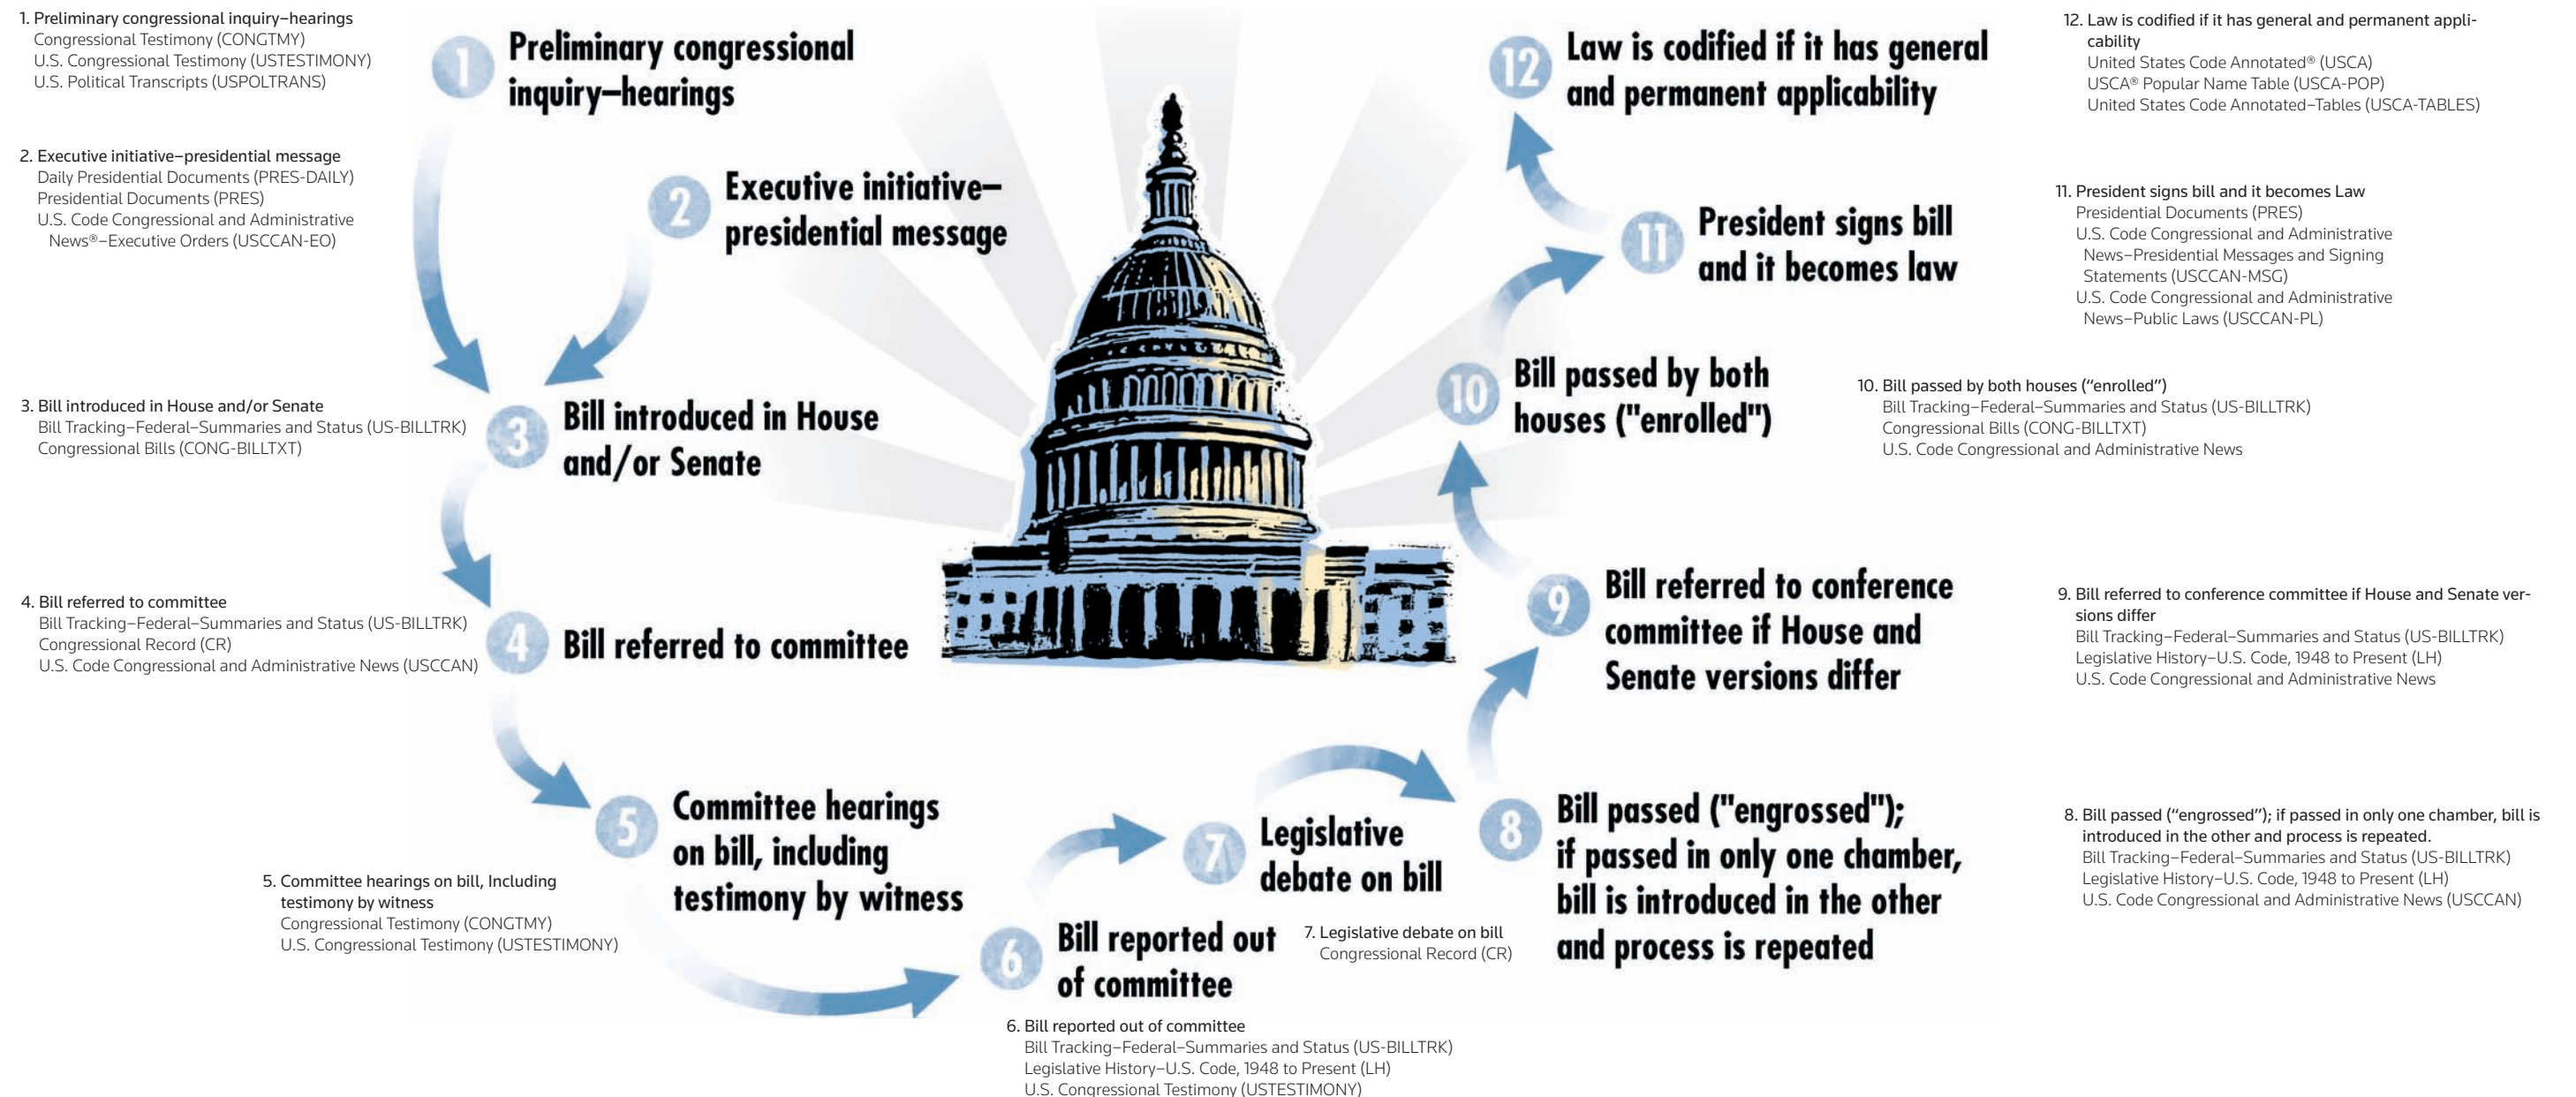 1. Preliminary congressional inquiry–hearings
Congressional Testimony (CONGTMY)
U.S. Congressional Testimony (USTESTIMONY)
U.S. Political Transcripts (USPOLTRANS)
2. Executive initiative–presidential message
Daily Presidential Documents (PRES-DAILY)
Presidential Documents (PRES)
U.S. Code Congressional and Administrative
News®–Executive Orders (USCCAN-EO)
3. Bill introduced in House and/or Senate
Bill Tracking–Federal–Summaries and Status (US-BILLTRK)
Congressional Bills (CONG-BILLTXT)
4. Bill referred to committee
Bill Tracking–Federal–Summaries and Status (US-BILLTRK)
Congressional Record (CR)
U.S. Code Congressional and Administrative News (USCCAN)
5. Committee hearings on bill, Including
testimony by witness
Congressional Testimony (CONGTMY)
U.S. Congressional Testimony (USTESTIMONY)
1 Preliminary congressional
inquiry–hearings
2 Executive initiative–
presidential message
3 Bill introduced in House
and/or Senate
4 Bill referred to committee
5 Committee hearings
on bill, including
testimony by witness
6 Bill reported out
of committee
6. Bill reported out of committee
Bill Tracking–Federal–Summaries and Status (US-BILLTRK)
Legislative History–U.S. Code, 1948 to Present (LH)
U.S. Congressional Testimony (USTESTIMONY)
7 Legislative
debate on bill
7. Legislative debate on bill
Congressional Record (CR)
8 Bill passed ("engrossed");
if passed in only one chamber,
bill is introduced in the other
and process is repeated
9 Bill referred to conference
committee if House and
Senate versions differ
10 Bill passed by both
houses ("enrolled")
11 President signs bill
and it becomes law
12 Law is codified if it has general
and permanent applicability
12. Law is codified if it has general and permanent appli-
cability
United States Code Annotated® (USCA)
USCA® Popular Name Table (USCA-POP)
United States Code Annotated–Tables (USCA-TABLES)
11. President signs bill and it becomes Law
Presidential Documents (PRES)
U.S. Code Congressional and Administrative
News–Presidential Messages and Signing
Statements (USCCAN-MSG)
U.S. Code Congressional and Administrative
News–Public Laws (USCCAN-PL)
10. Bill passed by both houses (“enrolled”)
Bill Tracking–Federal–Summaries and Status (US-BILLTRK)
Congressional Bills (CONG-BILLTXT)
U.S. Code Congressional and Administrative News
9. Bill referred to conference committee if House and Senate ver-
sions differ
Bill Tracking–Federal–Summaries and Status (US-BILLTRK)
Legislative History–U.S. Code, 1948 to Present (LH)
U.S. Code Congressional and Administrative News
8. Bill passed (“engrossed”); if passed in only one chamber, bill is
introduced in the other and process is repeated.
Bill Tracking–Federal–Summaries and Status (US-BILLTRK)
Legislative History–U.S. Code, 1948 to Present (LH)
U.S. Code Congressional and Administrative News (USCCAN)